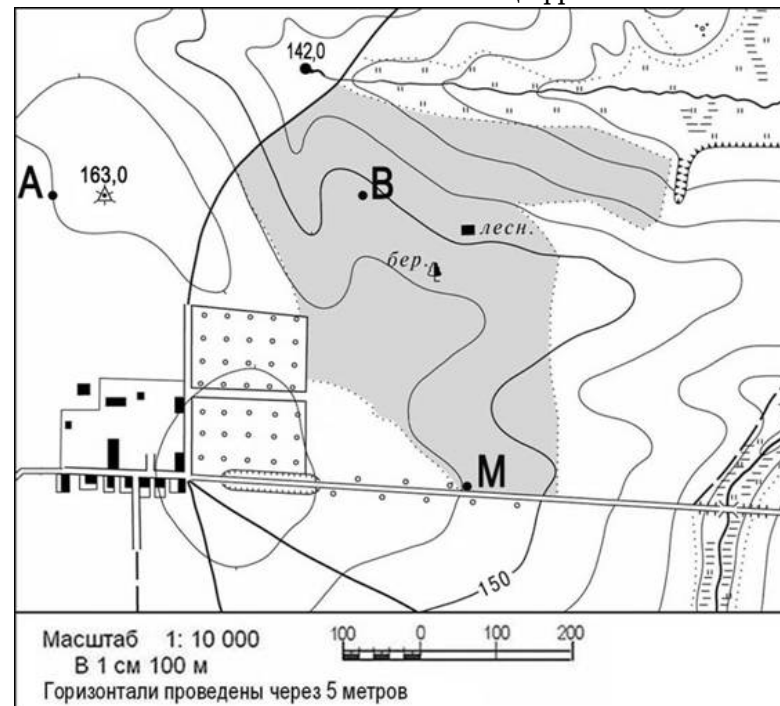 142,0
А 163,0
В
лесн.
бер.
М
150
Масштаб 1: 10 000
В 1 см 100 м
100 0 100 200
Горизонтали проведены через 5 метров